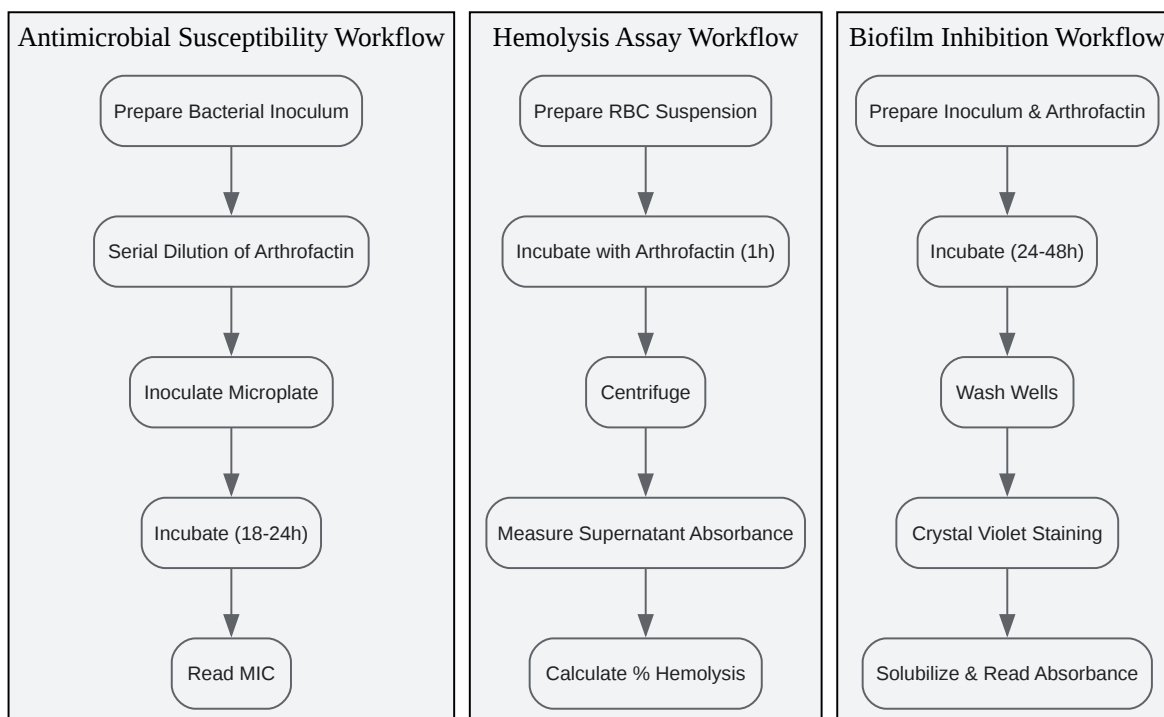 Antimicrobial Susceptibility Workflow
Prepare Bacterial Inoculum
Serial Dilution of Arthrofactin
Inoculate Microplate
Incubate (18-24h)
Read MIC
Hemolysis Assay Workflow
Prepare RBC Suspension
Incubate with Arthrofactin (1h)
Centrifuge
Measure Supernatant Absorbance
Calculate % Hemolysis
Biofilm Inhibition Workflow
Prepare Inoculum & Arthrofactin
Incubate (24-48h)
Wash Wells
Crystal Violet Staining
Solubilize & Read Absorbance